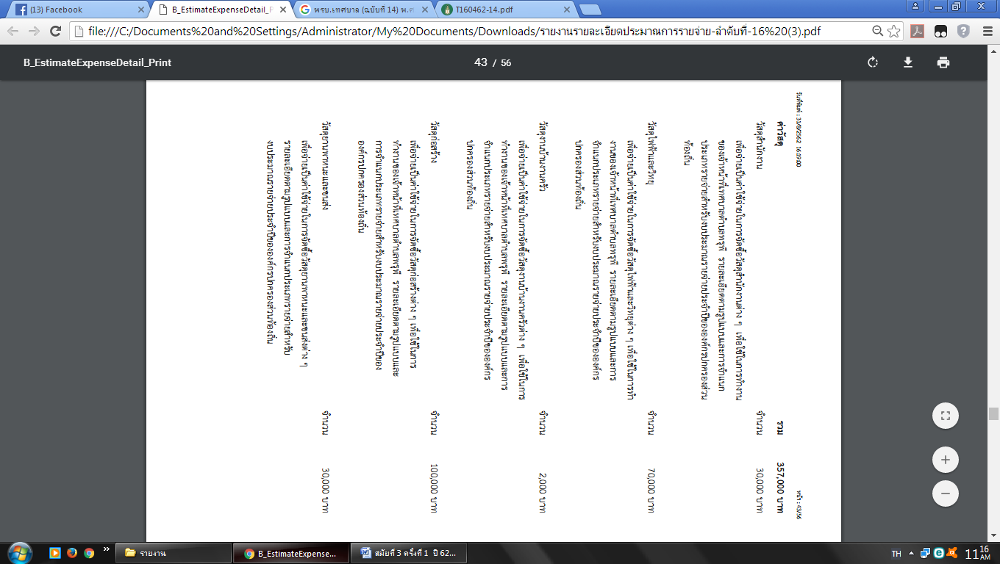 (13) Facebook
B_EstimateExpenseDetail_P
พรบ.เทศบาล (ฉบับที่ 14) พ.ศ
T160462-14.pdf
file:///C:/Documents%20and%20Settings/Administrator/My%20Documents/Downloads/รายงานรายละเอียดประมาณการรายจ่าย-ลำดับที่-16%20(3).pdf
B_EstimateExpenseDetail_Print
43 / 56
วันที่พิมพ์ : 31/8/2562 16:19:00
หน้า : 43/56
ค่าวัสดุ รวม 357,000 บาท
วัสดุสำนักงาน จำนวน 30,000 บาท
เพื่อจ่ายเป็นค่าใช้จ่ายในการจัดซื้อวัสดุสำนักงานต่าง ๆ เพื่อใช้ในการทำงาน
ของเจ้าหน้าที่เทศบาลตำบลพรุพี รายละเอียดตามรูปแบบและการจำแนก
ประเภทรายจ่ายสำหรับงบประมาณรายจ่ายประจำปีขององค์กรปกครองส่วน
ท้องถิ่น
วัสดุไฟฟ้าและวิทยุ จำนวน 70,000 บาท
เพื่อจ่ายเป็นค่าใช้จ่ายในการจัดซื้อวัสดุไฟฟ้าและวิทยุต่าง ๆ เพื่อใช้ในการทำ
งานของเจ้าหน้าที่เทศบาลตำบลพรุพี รายละเอียดตามรูปแบบและการ
จำแนกประเภทรายจ่ายสำหรับงบประมาณรายจ่ายประจำปีขององค์กร
ปกครองส่วนท้องถิ่น
วัสดุงานบ้านงานครัว จำนวน 2,000 บาท
เพื่อจ่ายเป็นค่าใช้จ่ายในการจัดซื้อวัสดุงานบ้านงานครัวต่าง ๆ เพื่อใช้ในการ
ทำงานของเจ้าหน้าที่เทศบาลตำบลพรุพี รายละเอียดตามรูปแบบและการ
จำแนกประเภทรายจ่ายสำหรับงบประมาณรายจ่ายประจำปีขององค์กร
ปกครองส่วนท้องถิ่น
วัสดุก่อสร้าง จำนวน 100,000 บาท
เพื่อจ่ายเป็นค่าใช้จ่ายในการจัดซื้อวัสดุก่อสร้างต่าง ๆ เพื่อใช้ในการ
ทำงานของเจ้าหน้าที่เทศบาลตำบลพรุพี รายละเอียดตามรูปแบบและ
การจำแนกประเภทรายจ่ายสำหรับงบประมาณรายจ่ายประจำปีของ
องค์กรปกครองส่วนท้องถิ่น
วัสดุยานพาหนะและขนส่ง จำนวน 30,000 บาท
เพื่อจ่ายเป็นค่าใช้จ่ายในการจัดซื้อวัสดุยานพาหนะและขนส่งต่าง ๆ
รายละเอียดตามรูปแบบและการจำแนกประเภทรายจ่ายสำหรับ
งบประมาณรายจ่ายประจำปีขององค์กรปกครองส่วนท้องถิ่น
รายงาน
B_EstimateExpense...
สมัยที่ 3 ครั้งที่ 1 ปี 62...
TH
11 16 AM